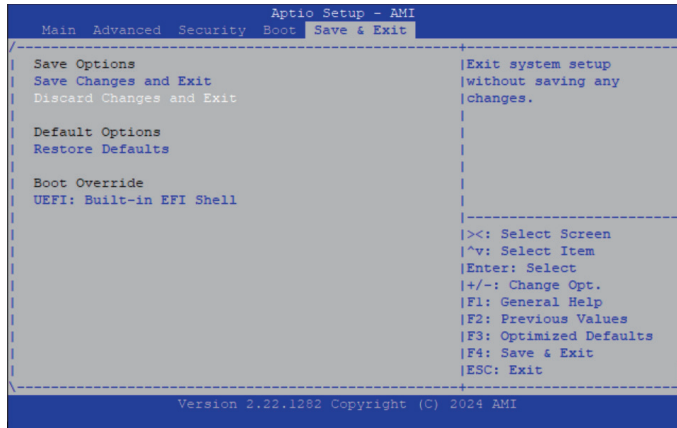 Aptio Setup - AMI
Main Advanced Security Boot Save & Exit
Save Options
Save Changes and Exit
Discard Changes and Exit
Default Options
Restore Defaults
Boot Override
UEFI: Built-in EFI Shell
Exit system setup
without saving any
changes.
><: Select Screen
^v: Select Item
Enter: Select
+/-: Change Opt.
F1: General Help
F2: Previous Values
F3: Optimized Defaults
F4: Save & Exit
ESC: Exit
Version 2.22.1282 Copyright (C) 2024 AMI